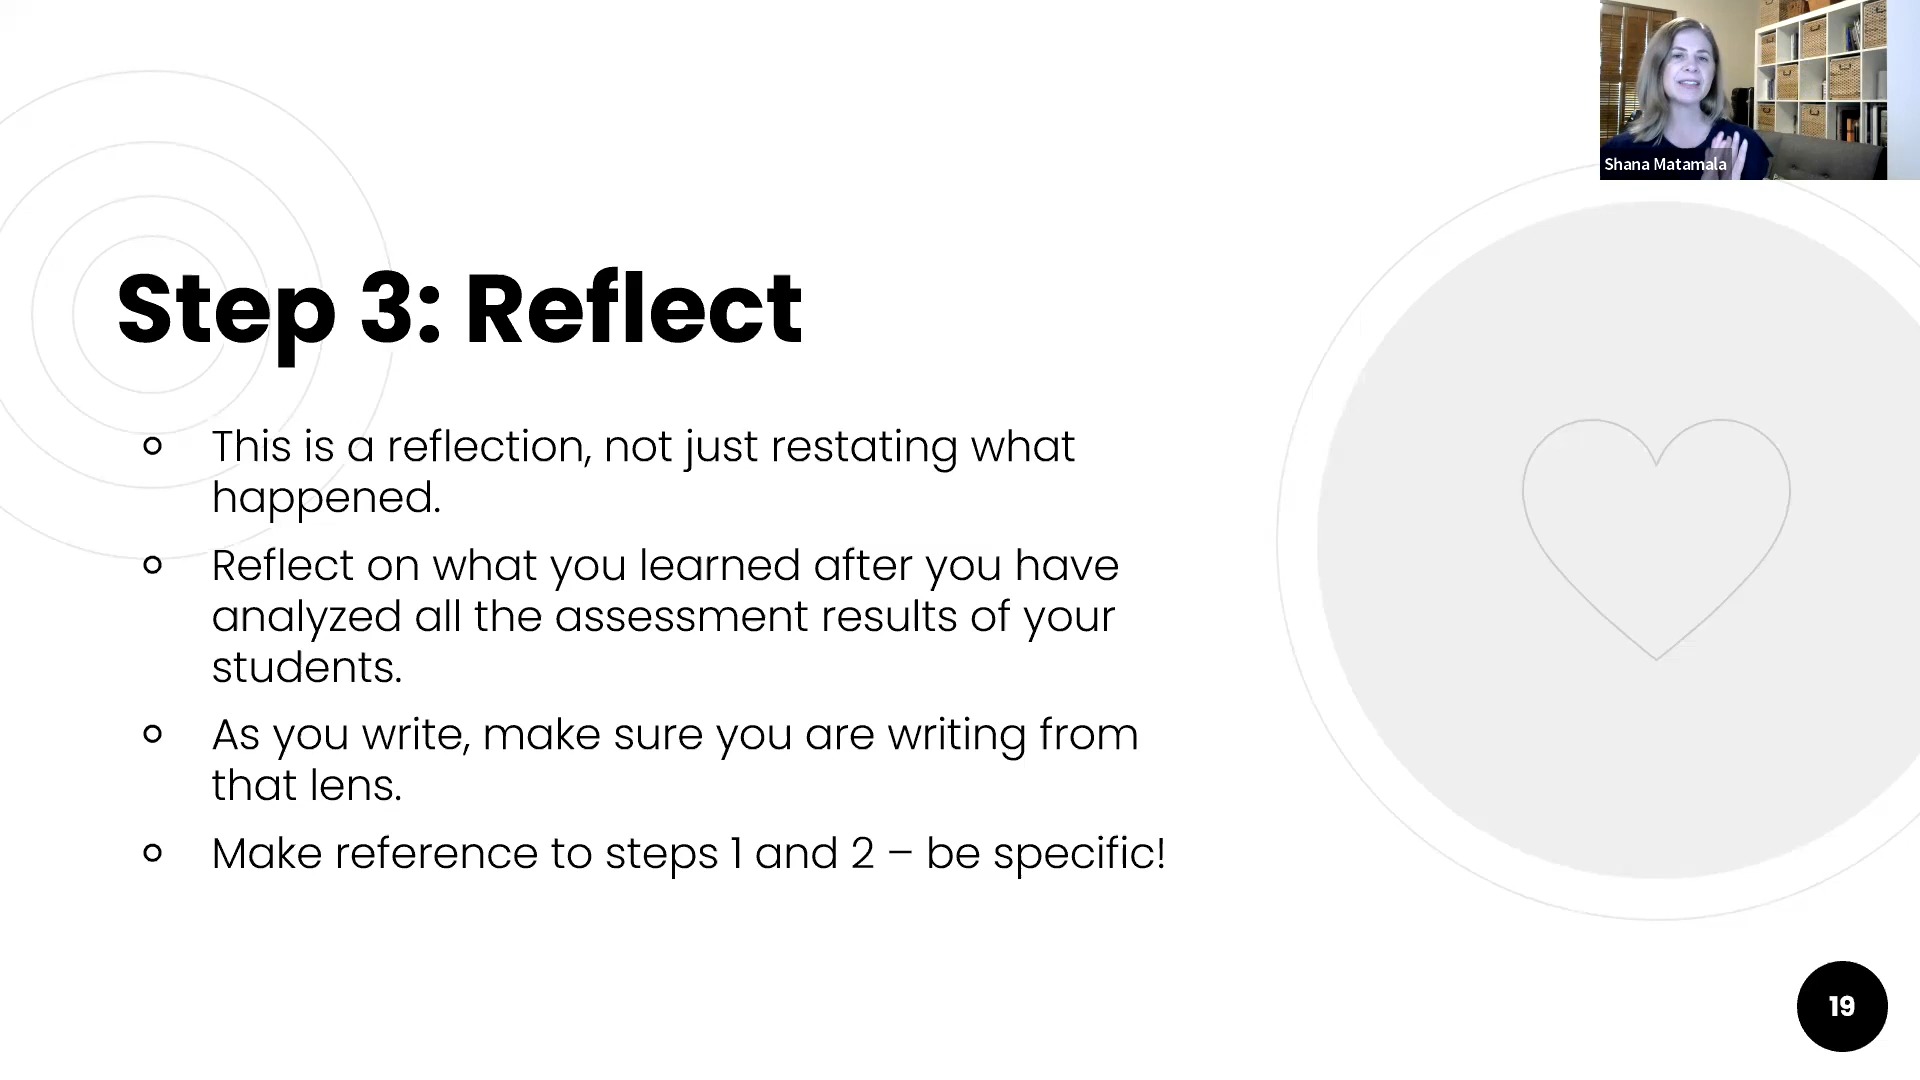 Shana Matamala
Step 3: Reflect
This is a reflection, not just restating what
happened.
Reflect on what you learned after you have
analyzed all the assessment results of your
students.
As you write, make sure you are writing from
that lens.
Make reference to steps 1 and 2 – be specific!
19